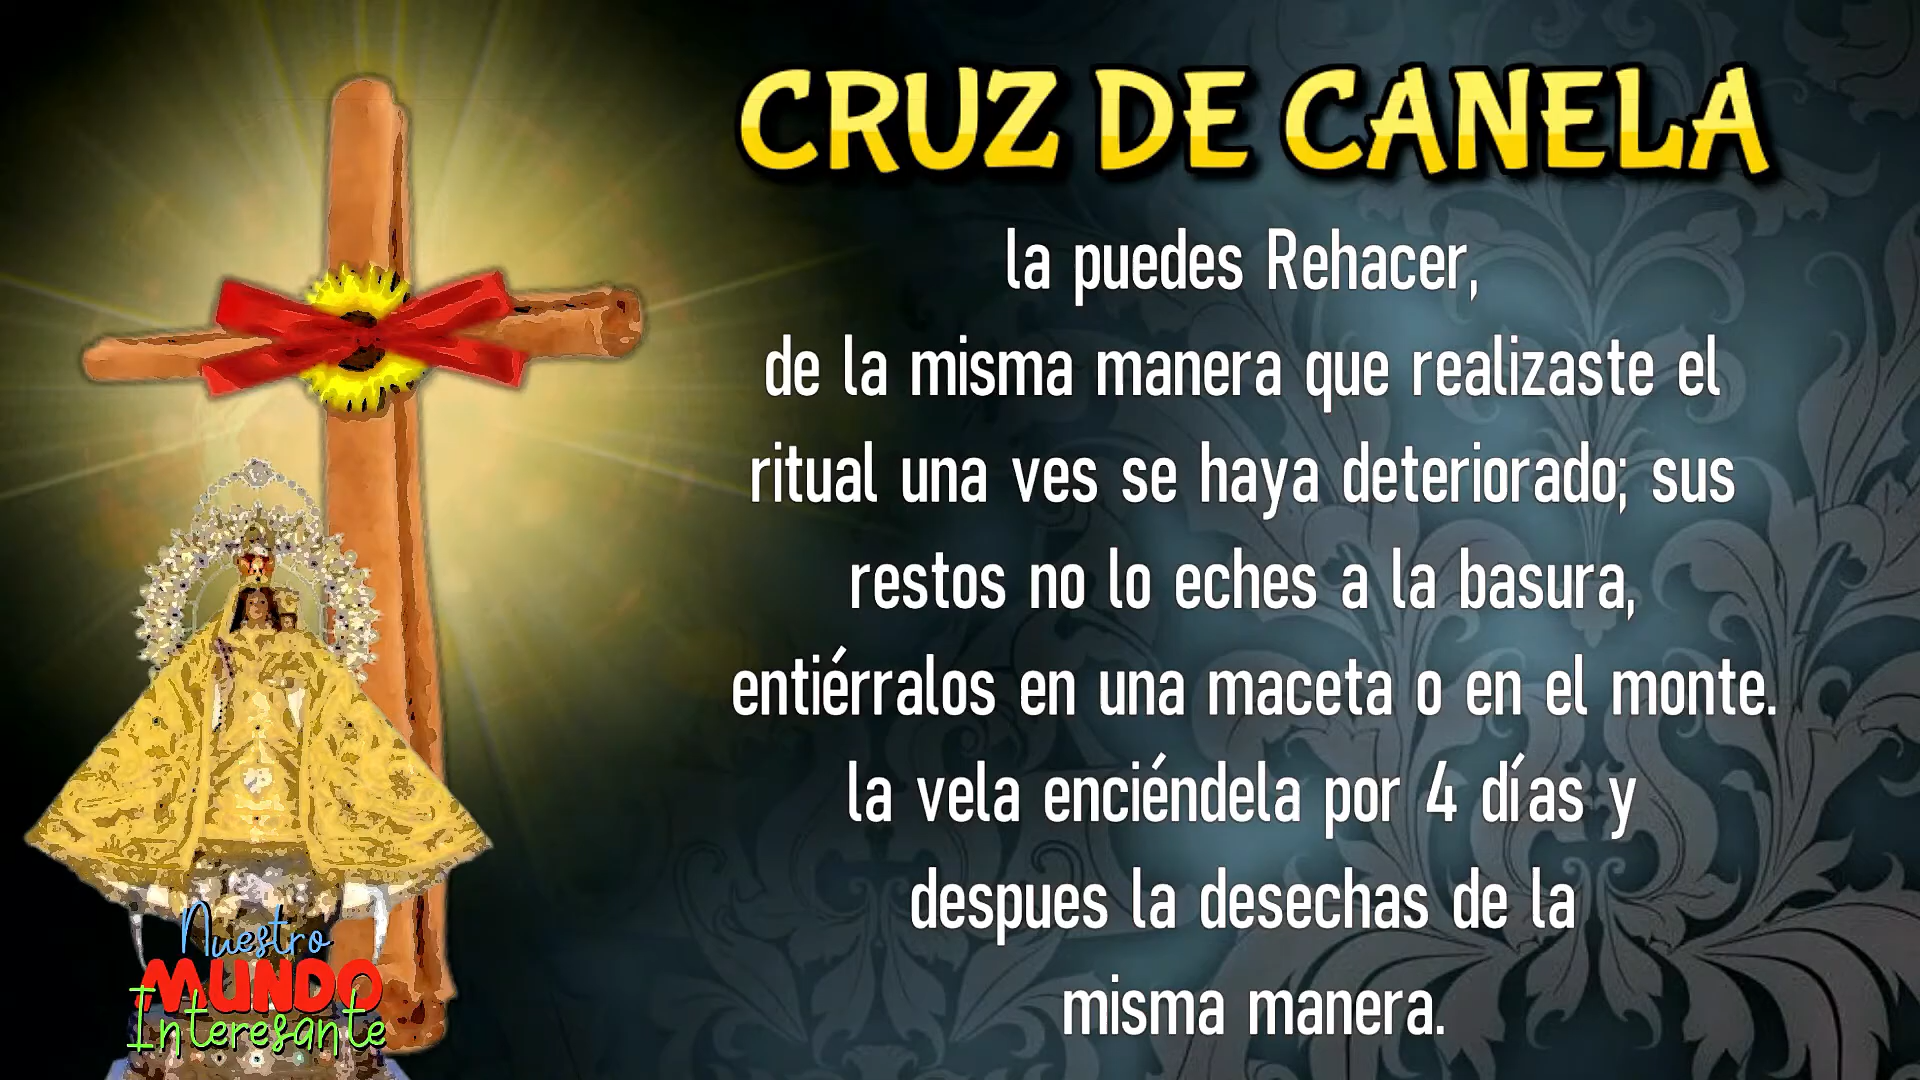 CRUZ DE CANELA
la puedes Rehacer,
de la misma manera que realizaste el
ritual una ves se haya deteriorado; sus
restos no lo eches a la basura,
entiérralos en una maceta o en el monte.
la vela enciéndela por 4 días y
despues la desechas de la
misma manera.
Nuestro
MUNDO
Interesante